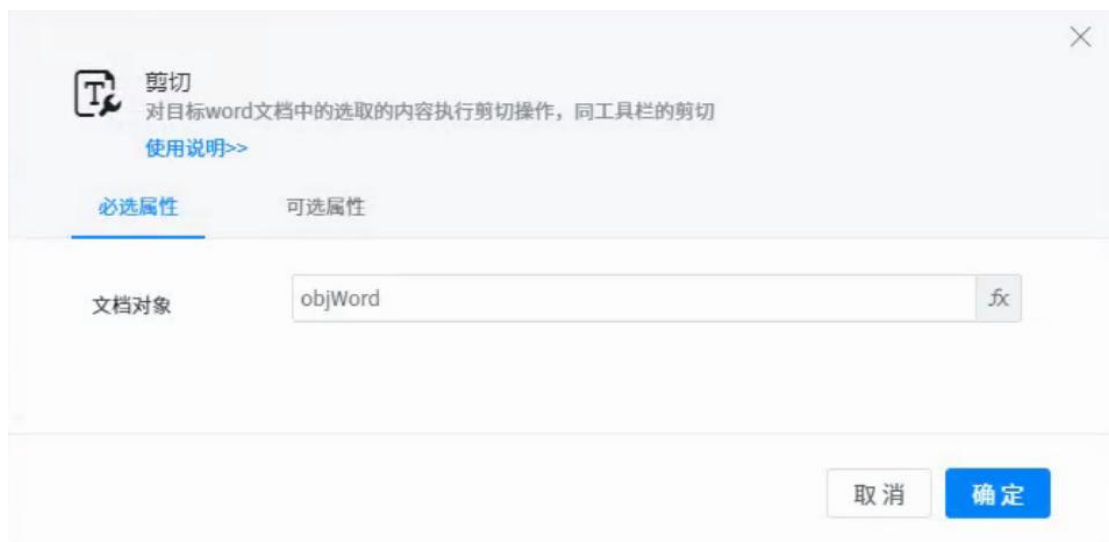 剪切
对目标word文档中的选取的内容执行剪切操作，同工具栏的剪切
使用说明>>
必选属性 可选属性
文档对象 objWord fx
取消 确定